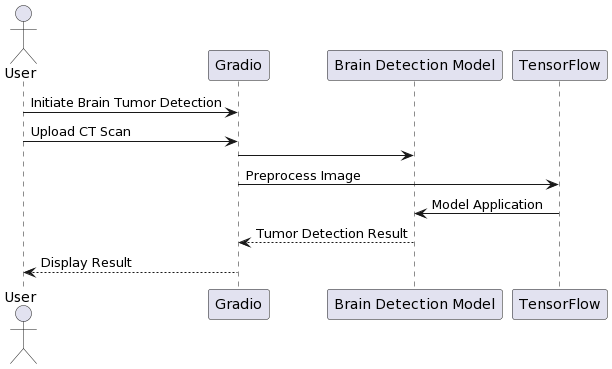 User
Gradio
Brain Detection Model
TensorFlow
Initiate Brain Tumor Detection
Upload CT Scan
Preprocess Image
Model Application
Tumor Detection Result
Display Result
User
Gradio
Brain Detection Model
TensorFlow